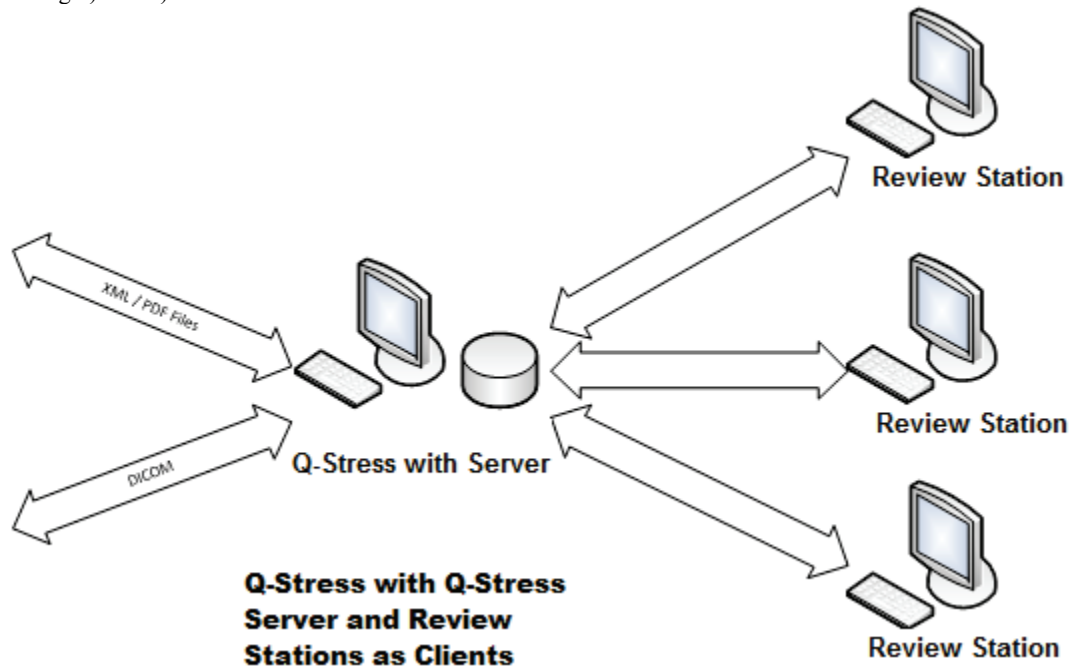 Review Station
XML / PDF Files
Review Station
Q-Stress with Server
DICOM
Q-Stress with Q-Stress
Server and Review
Stations as Clients
Review Station